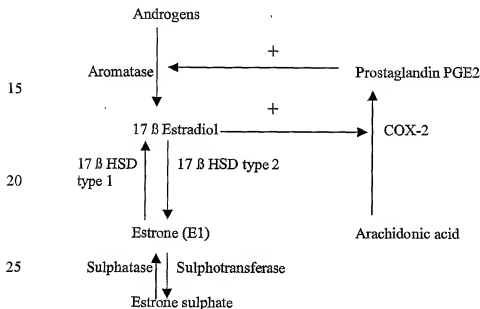 Androgens
+
Aromatase
Prostaglandin PGE2
15
+
17 ß Estradiol
COX-2
17 ß HSD
type 1
17 ß HSD type 2
20
Estrone (E1)
Arachidonic acid
25
Sulphatase
Sulphotransferase
Estrone sulphate